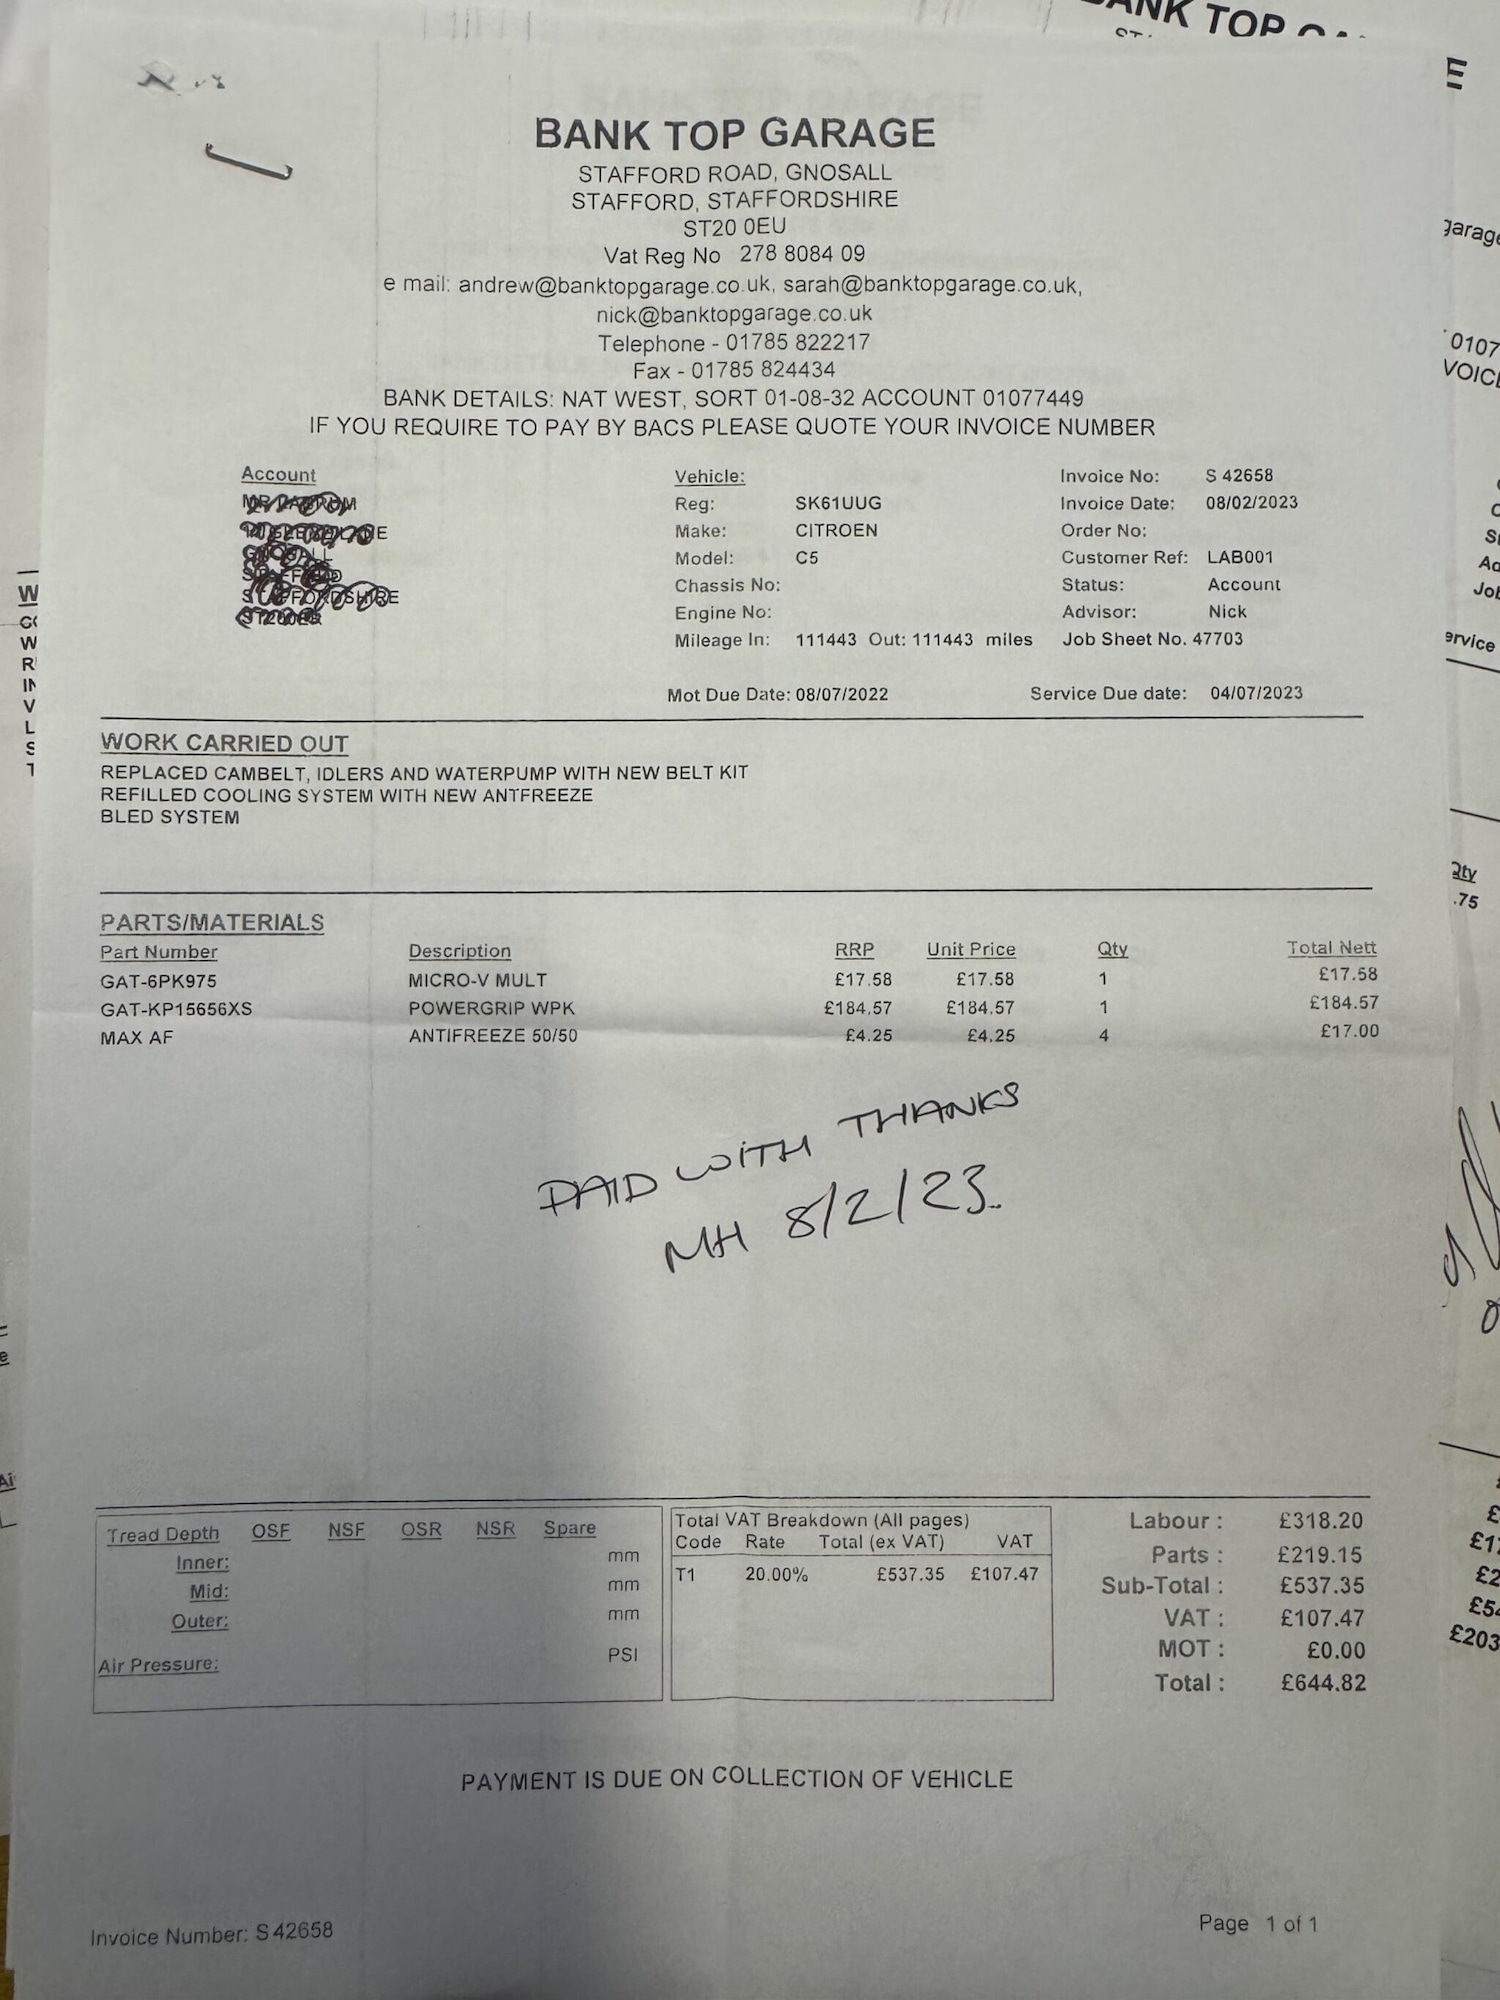 BANK TOP GARAGE
STAFFORD ROAD, GNOSALL
STAFFORD, STAFFORDSHIRE
ST20 0EU
Vat Reg No 278 8084 09
e mail: andrew@banktopgarage.co.uk, sarah@banktopgarage.co.uk,
nick@banktopgarage.co.uk
Telephone - 01785 822217
Fax - 01785 824434
BANK DETAILS: NAT WEST, SORT 01-08-32 ACCOUNT 01077449
IF YOU REQUIRE TO PAY BY BACS PLEASE QUOTE YOUR INVOICE NUMBER
Account
Vehicle:
Reg: SK61UUG
Make: CITROEN
Model: C5
Chassis No:
Engine No:
Mileage In: 111443 Out: 111443 miles
Invoice No: S 42658
Invoice Date: 08/02/2023
Order No:
Customer Ref: LAB001
Status: Account
Advisor: Nick
Job Sheet No. 47703
Mot Due Date: 08/07/2022 Service Due date: 04/07/2023
WORK CARRIED OUT
REPLACED CAMBELT, IDLERS AND WATERPUMP WITH NEW BELT KIT
REFILLED COOLING SYSTEM WITH NEW ANTFREEZE
BLED SYSTEM
PARTS/MATERIALS
Part Number Description RRP Unit Price Qty Total Nett
GAT-6PK975 MICRO-V MULT £17.58 £17.58 1 £17.58
GAT-KP15656XS POWERGRIP WPK £184.57 £184.57 1 £184.57
MAX AF ANTIFREEZE 50/50 £4.25 £4.25 4 £17.00
PAID WITH THANKS
MH 8/2/23.
Tread Depth OSF NSF OSR NSR Spare
Inner: mm
Mid: mm
Outer: mm
Air Pressure: PSI
Total VAT Breakdown (All pages)
Code Rate Total (ex VAT) VAT
T1 20.00% £537.35 £107.47
Labour : £318.20
Parts : £219.15
Sub-Total : £537.35
VAT : £107.47
MOT : £0.00
Total : £644.82
PAYMENT IS DUE ON COLLECTION OF VEHICLE
Invoice Number: S 42658 Page 1 of 1